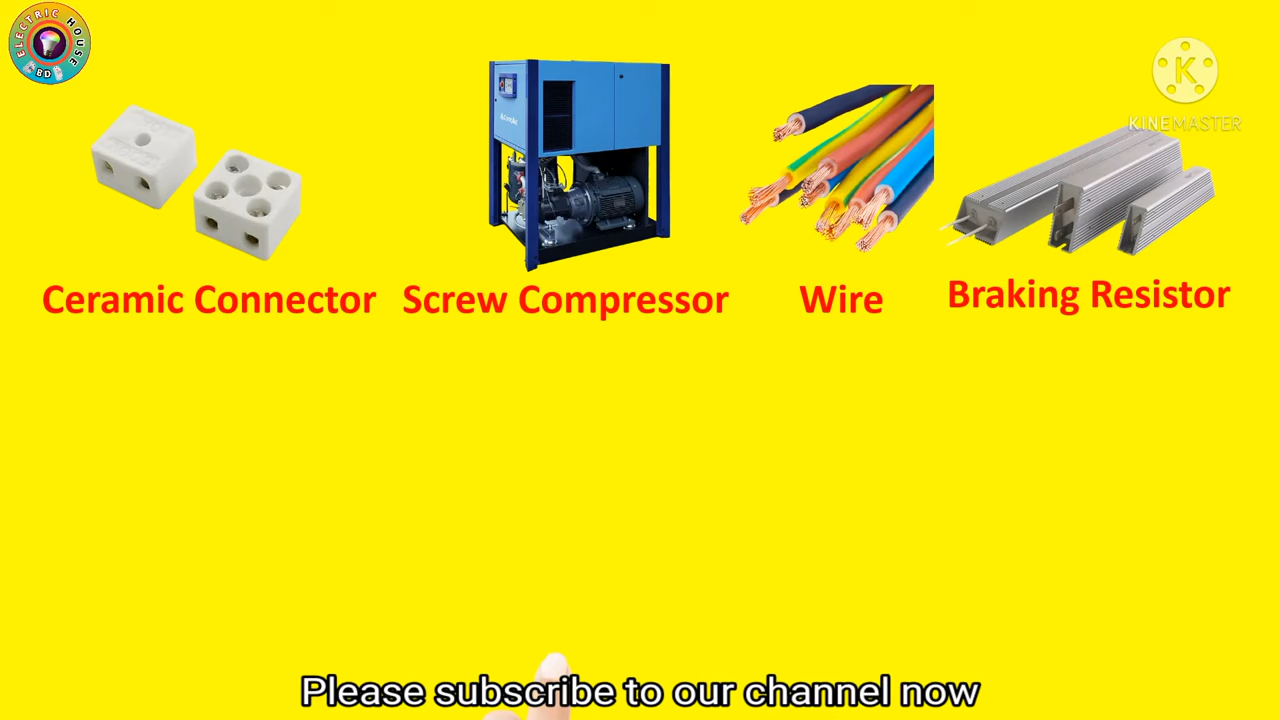 ELECTRIC HOUSE
BD
KINEMASTER
Ceramic Connector
Screw Compressor
Wire
Braking Resistor
Please subscribe to our channel now